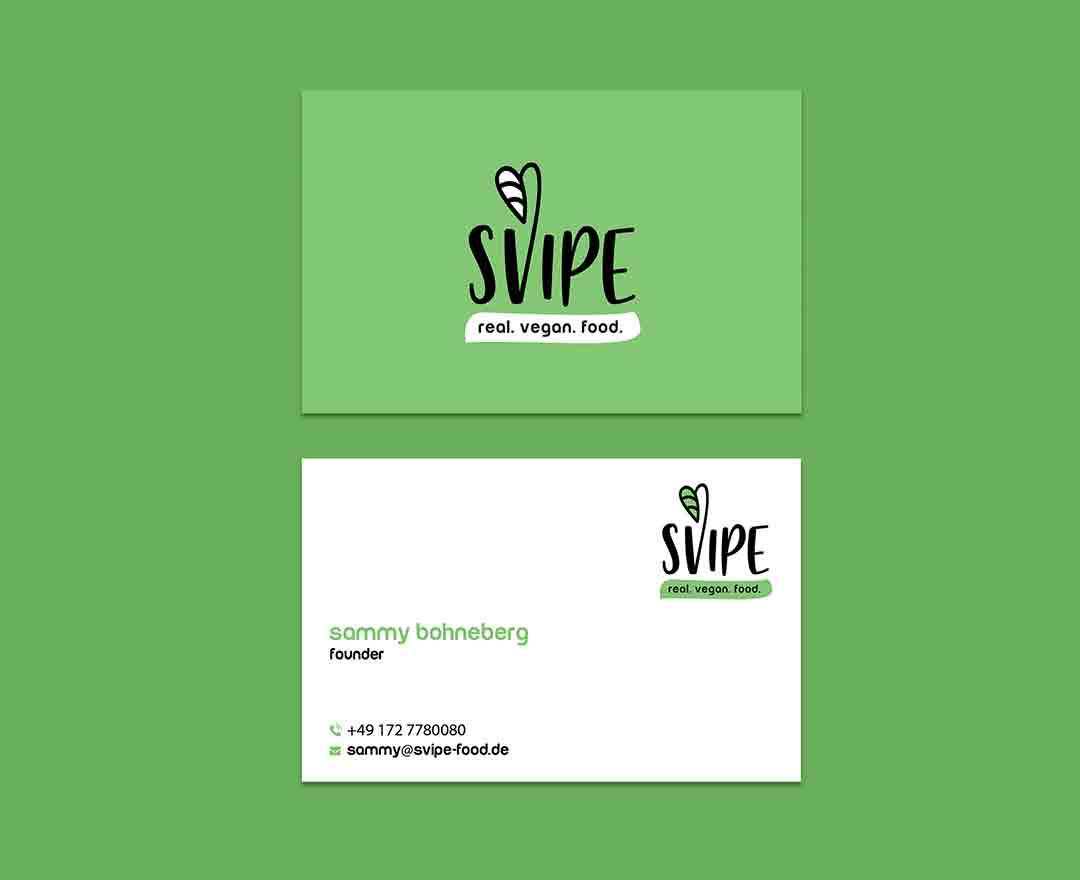 SVIPE
real. vegan. food.
SVIPE
real. vegan. food.
sammy bohneberg
founder
+49 172 7780080
sammy@svipe-food.de